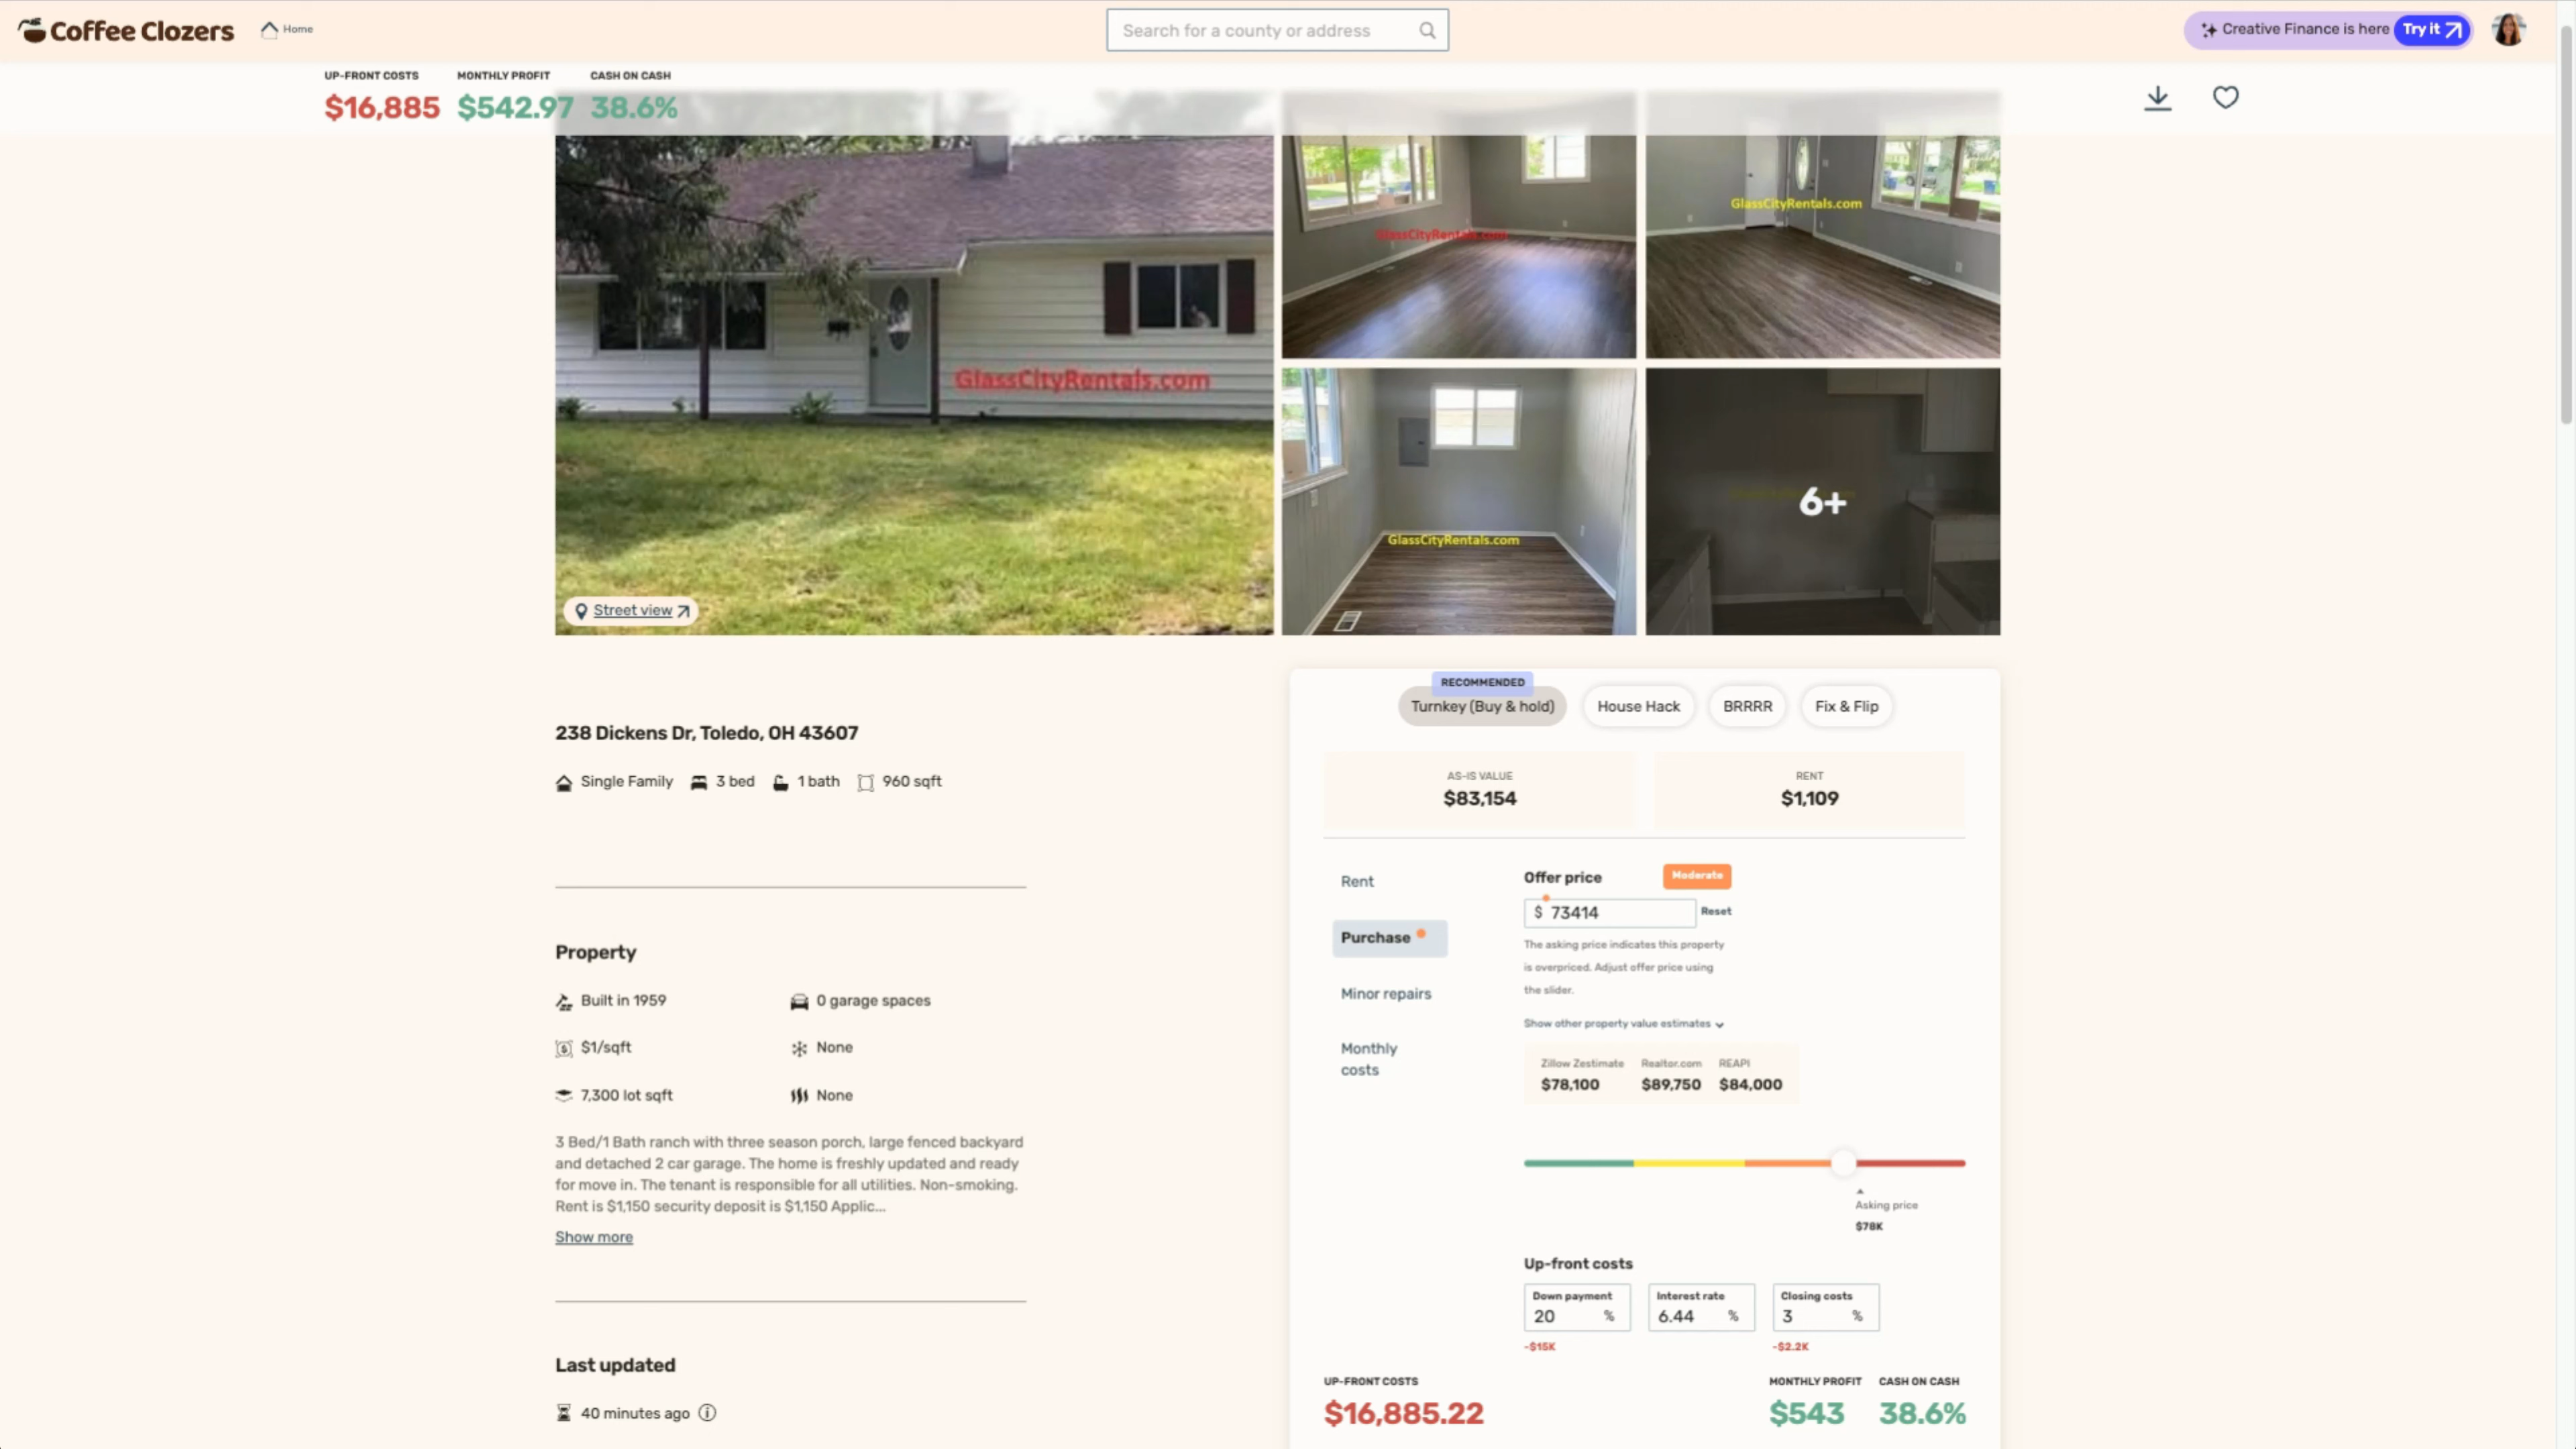 Coffee Clozers
Home
Search for a county or address
Creative Finance is here
Try it
UP-FRONT COSTS
MONTHLY PROFIT
CASH ON CASH
$16,885
$542.97
38.6%
GlassCityRentals.com
GlassCityRentals.com
GlassCityRentals.com
GlassCityRentals.com
6+
Street view
238 Dickens Dr, Toledo, OH 43607
Single Family
3 bed
1 bath
960 sqft
Property
Built in 1959
0 garage spaces
$1/sqft
None
7,300 lot sqft
None
3 Bed/1 Bath ranch with three season porch, large fenced backyard
and detached 2 car garage. The home is freshly updated and ready
for move in. The tenant is responsible for all utilities. Non-smoking.
Rent is $1,150 security deposit is $1,150 Applic...
Show more
Last updated
40 minutes ago
RECOMMENDED
Turnkey (Buy & hold)
House Hack
BRRRR
Fix & Flip
AS-IS VALUE
$83,154
RENT
$1,109
Rent
Purchase
Minor repairs
Monthly
costs
Offer price
Moderate
$ 73414
Reset
The asking price indicates this property
is overpriced. Adjust offer price using
the slider.
Show other property value estimates
Zillow Zestimate
Realtor.com
REAPI
$78,100
$89,750
$84,000
Asking price
$78K
Up-front costs
Down payment
20 %
-$15K
Interest rate
6.44 %
Closing costs
3 %
-$2.2K
UP-FRONT COSTS
$16,885.22
MONTHLY PROFIT
$543
CASH ON CASH
38.6%